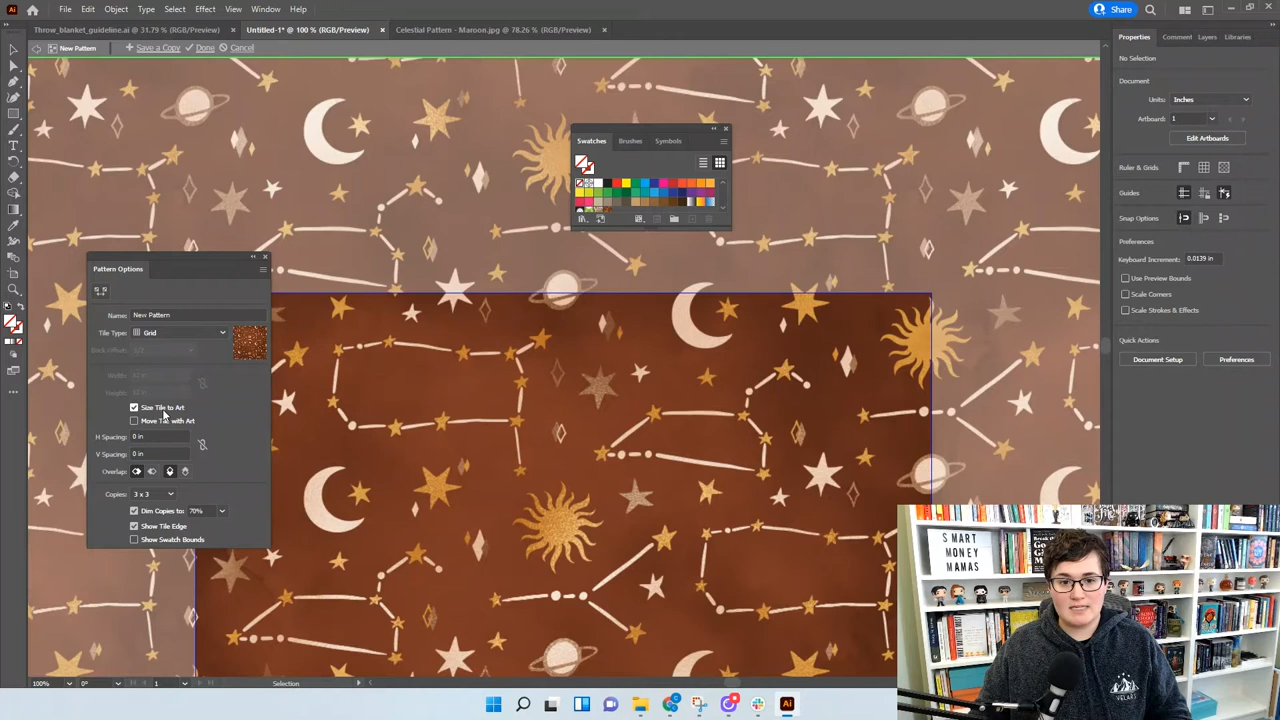 Ai File Edit Object Type Select Effect View Window Help Share
Throw_blanket_guideline.ai @ 31.79 % (RGB/Preview) × Untitled-1* @ 100 % (RGB/Preview) × Celestial Pattern - Maroon.jpg @ 78.26 % (RGB/Preview) ×
New Pattern + Save a Copy Done Cancel
Properties Comment Layers Libraries
No Selection
Document
Units: Inches
Artboard: 1
Edit Artboards
Ruler & Grids
Guides
Snap Options
Preferences
Keyboard Increment: 0.0139 in
Use Preview Bounds
Scale Corners
Scale Strokes & Effects
Quick Actions
Document Setup Preferences
Swatches Brushes Symbols
Pattern Options
Name: New Pattern
Tile Type: Grid
Width:
Height:
Size Tile to Art
Move Tile with Art
H Spacing: 0 in
V Spacing: 0 in
Overlap:
Copies: 3 x 3
Dim Copies to: 70%
Show Tile Edge
Show Swatch Bounds
100% 0° 1 Selection
SMART
MONEY
MAMAS